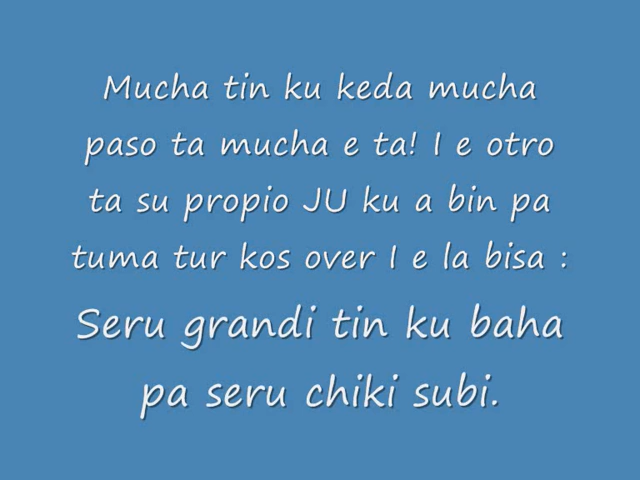 Mucha tin ku keda mucha
paso ta mucha e ta! I e otro
ta su propio JU ku a bin pa
tuma tur kos over I e la bisa :
Seru grandi tin ku baha
pa seru chiki subi.